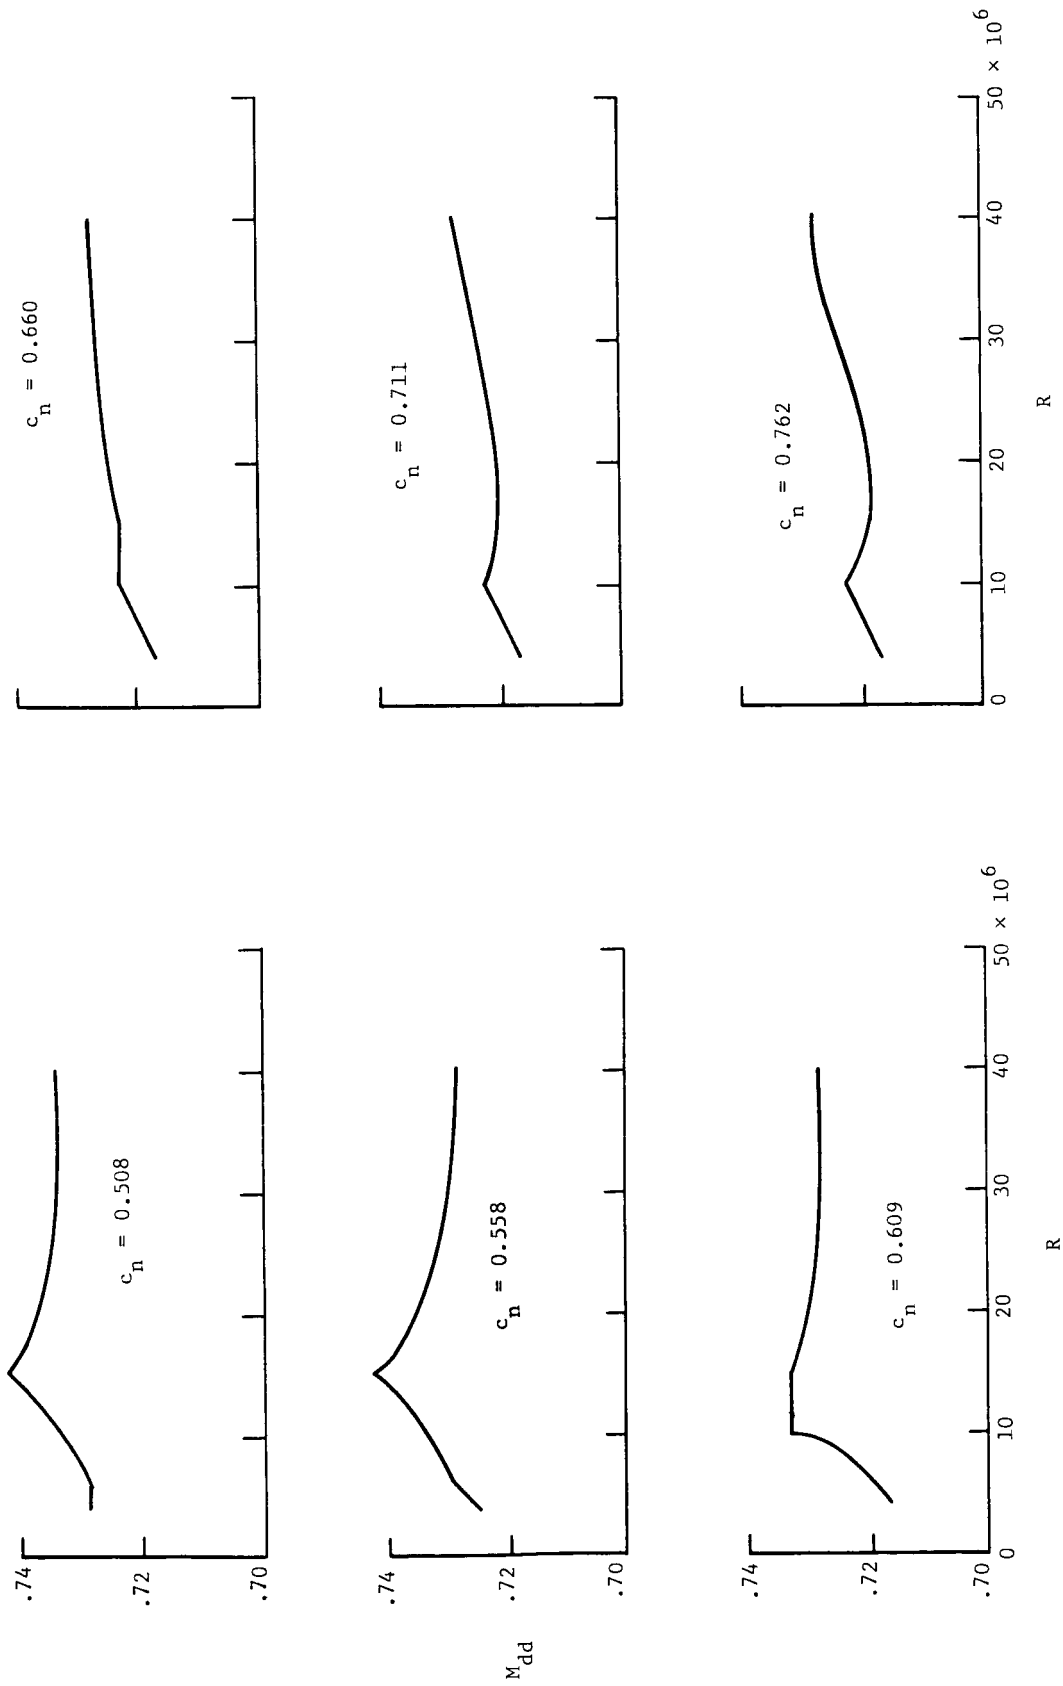 c_n = 0.508
.74
.72
.70
c_n = 0.660
M_dd
c_n = 0.558
.74
.72
.70
c_n = 0.711
c_n = 0.609
.74
.72
.70
0 10 20 30 40 50 × 10^6
R
c_n = 0.762
0 10 20 30 40 50 × 10^6
R